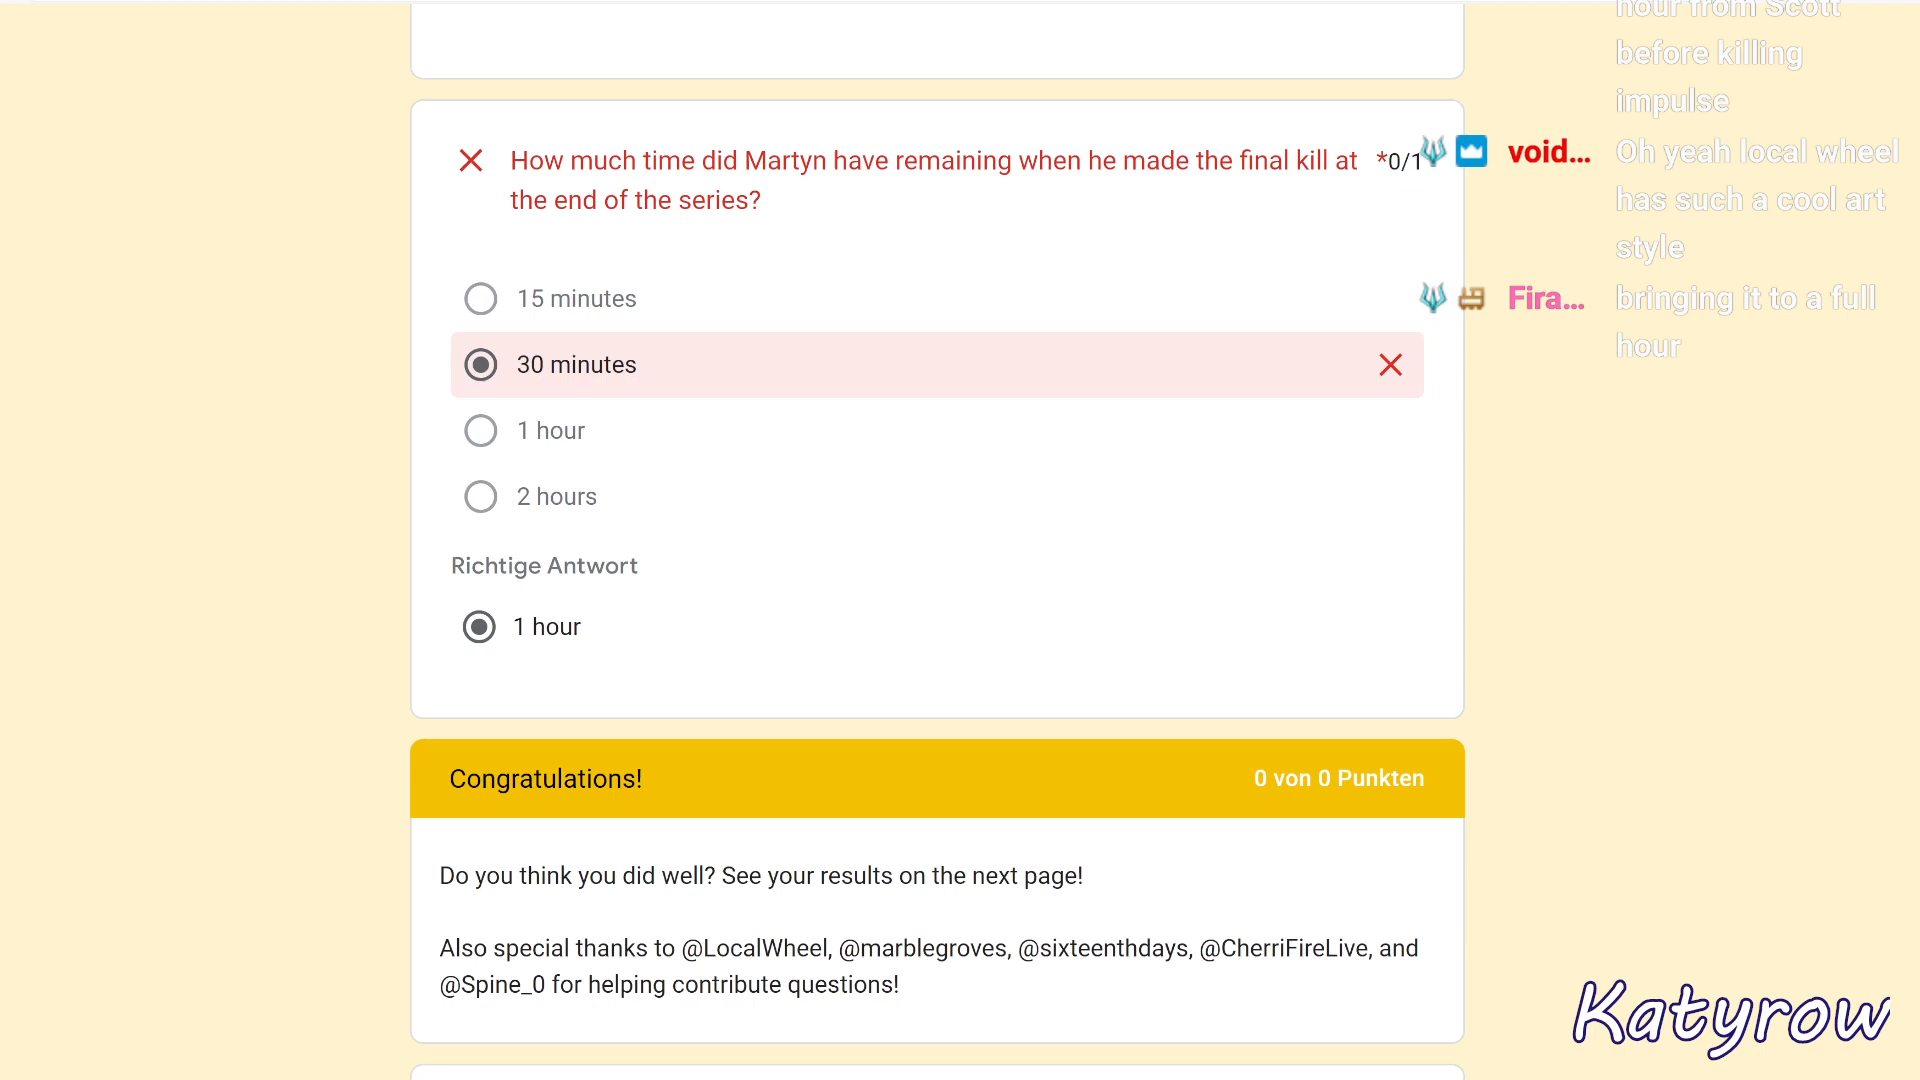 How much time did Martyn have remaining when he made the final kill at *0/1
the end of the series?
15 minutes
30 minutes
1 hour
2 hours
Richtige Antwort
1 hour
Congratulations!
0 von 0 Punkten
Do you think you did well? See your results on the next page!
Also special thanks to @LocalWheel, @marblegroves, @sixteenthdays, @CherriFireLive, and
@Spine_0 for helping contribute questions!
hour from Scott
before killing
impulse
void... Oh yeah local wheel
has such a cool art
style
Fira... bringing it to a full
hour
Katyrow